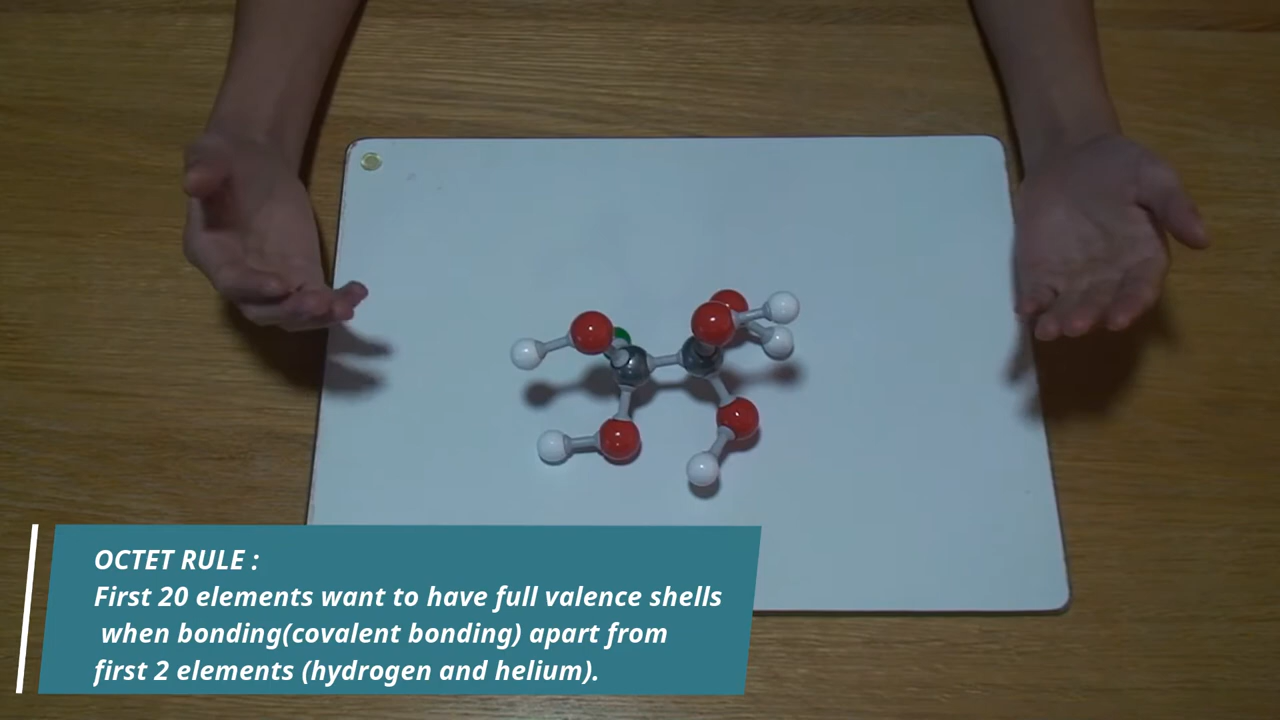 OCTET RULE :
First 20 elements want to have full valence shells
when bonding(covalent bonding) apart from
first 2 elements (hydrogen and helium).